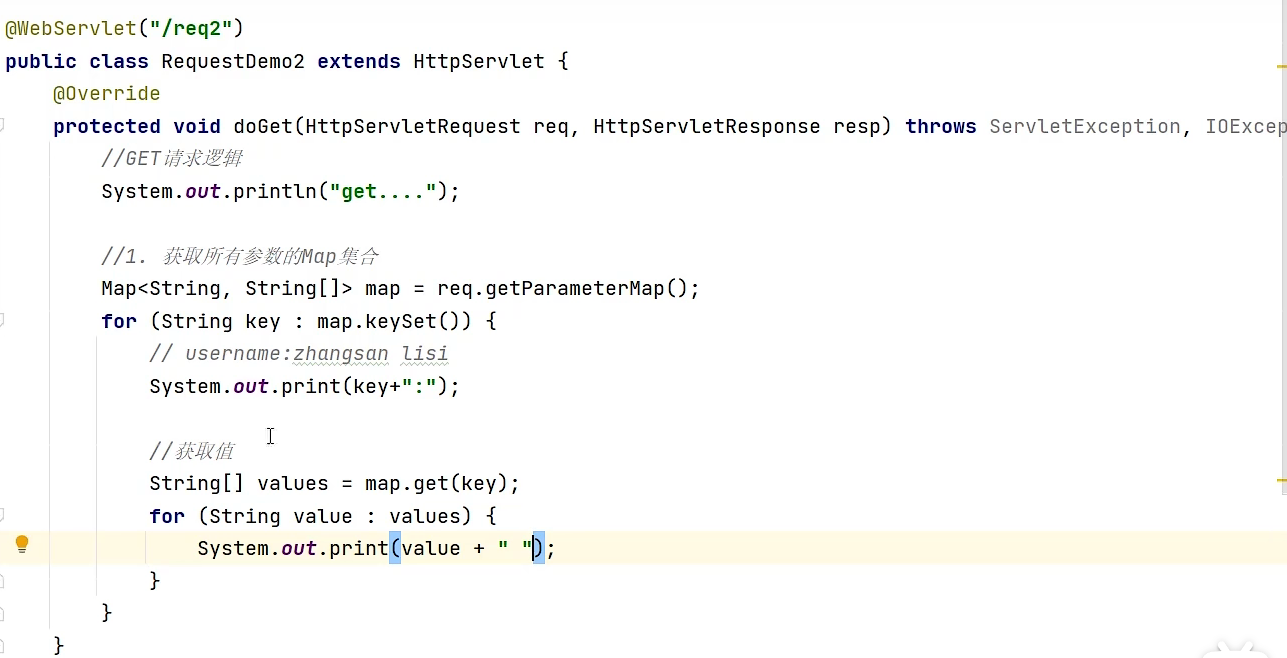 @WebServlet("/req2")
public class RequestDemo2 extends HttpServlet {
@Override
protected void doGet(HttpServletRequest req, HttpServletResponse resp) throws ServletException, IOExcep
//GET请求逻辑
System.out.println("get....");
//1. 获取所有参数的Map集合
Map<String, String[]> map = req.getParameterMap();
for (String key : map.keySet()) {
// username:zhangsan lisi
System.out.print(key+":");
//获取值
String[] values = map.get(key);
for (String value : values) {
System.out.print(value + " ");
}
}
}